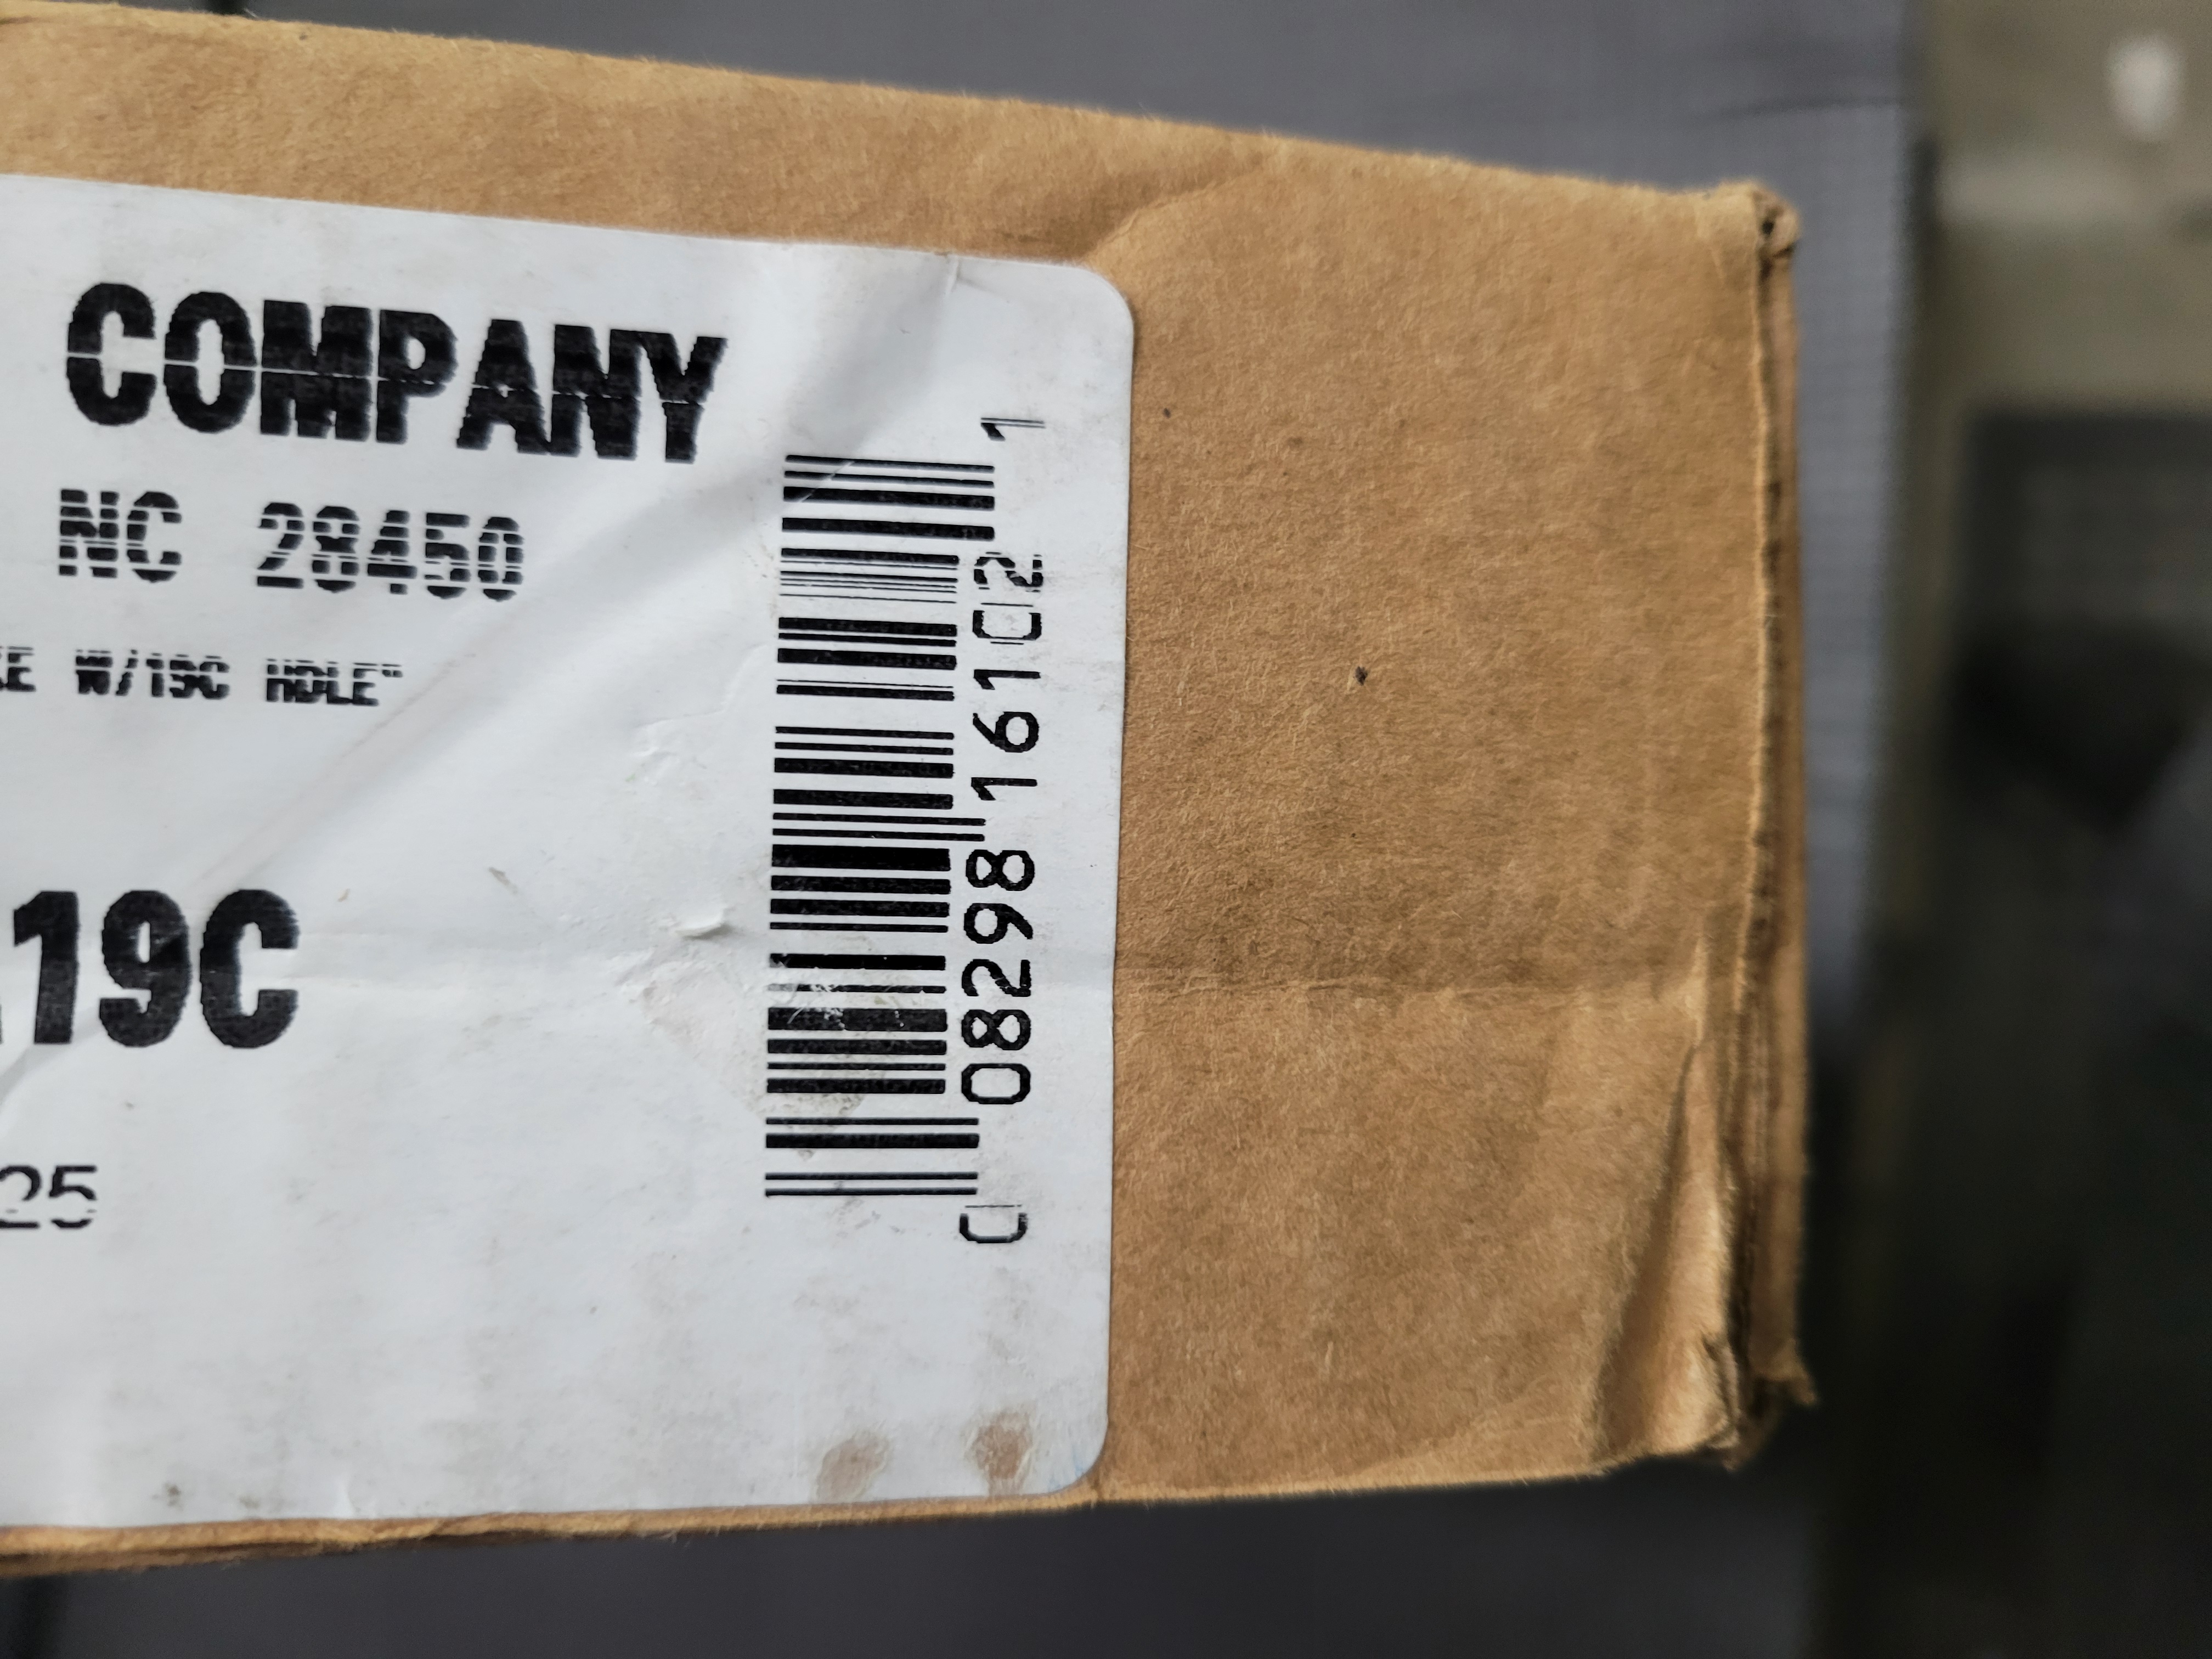 COMPANY
NC 28450
W/19C HDLE"
19C
25
0 08298 16102 1